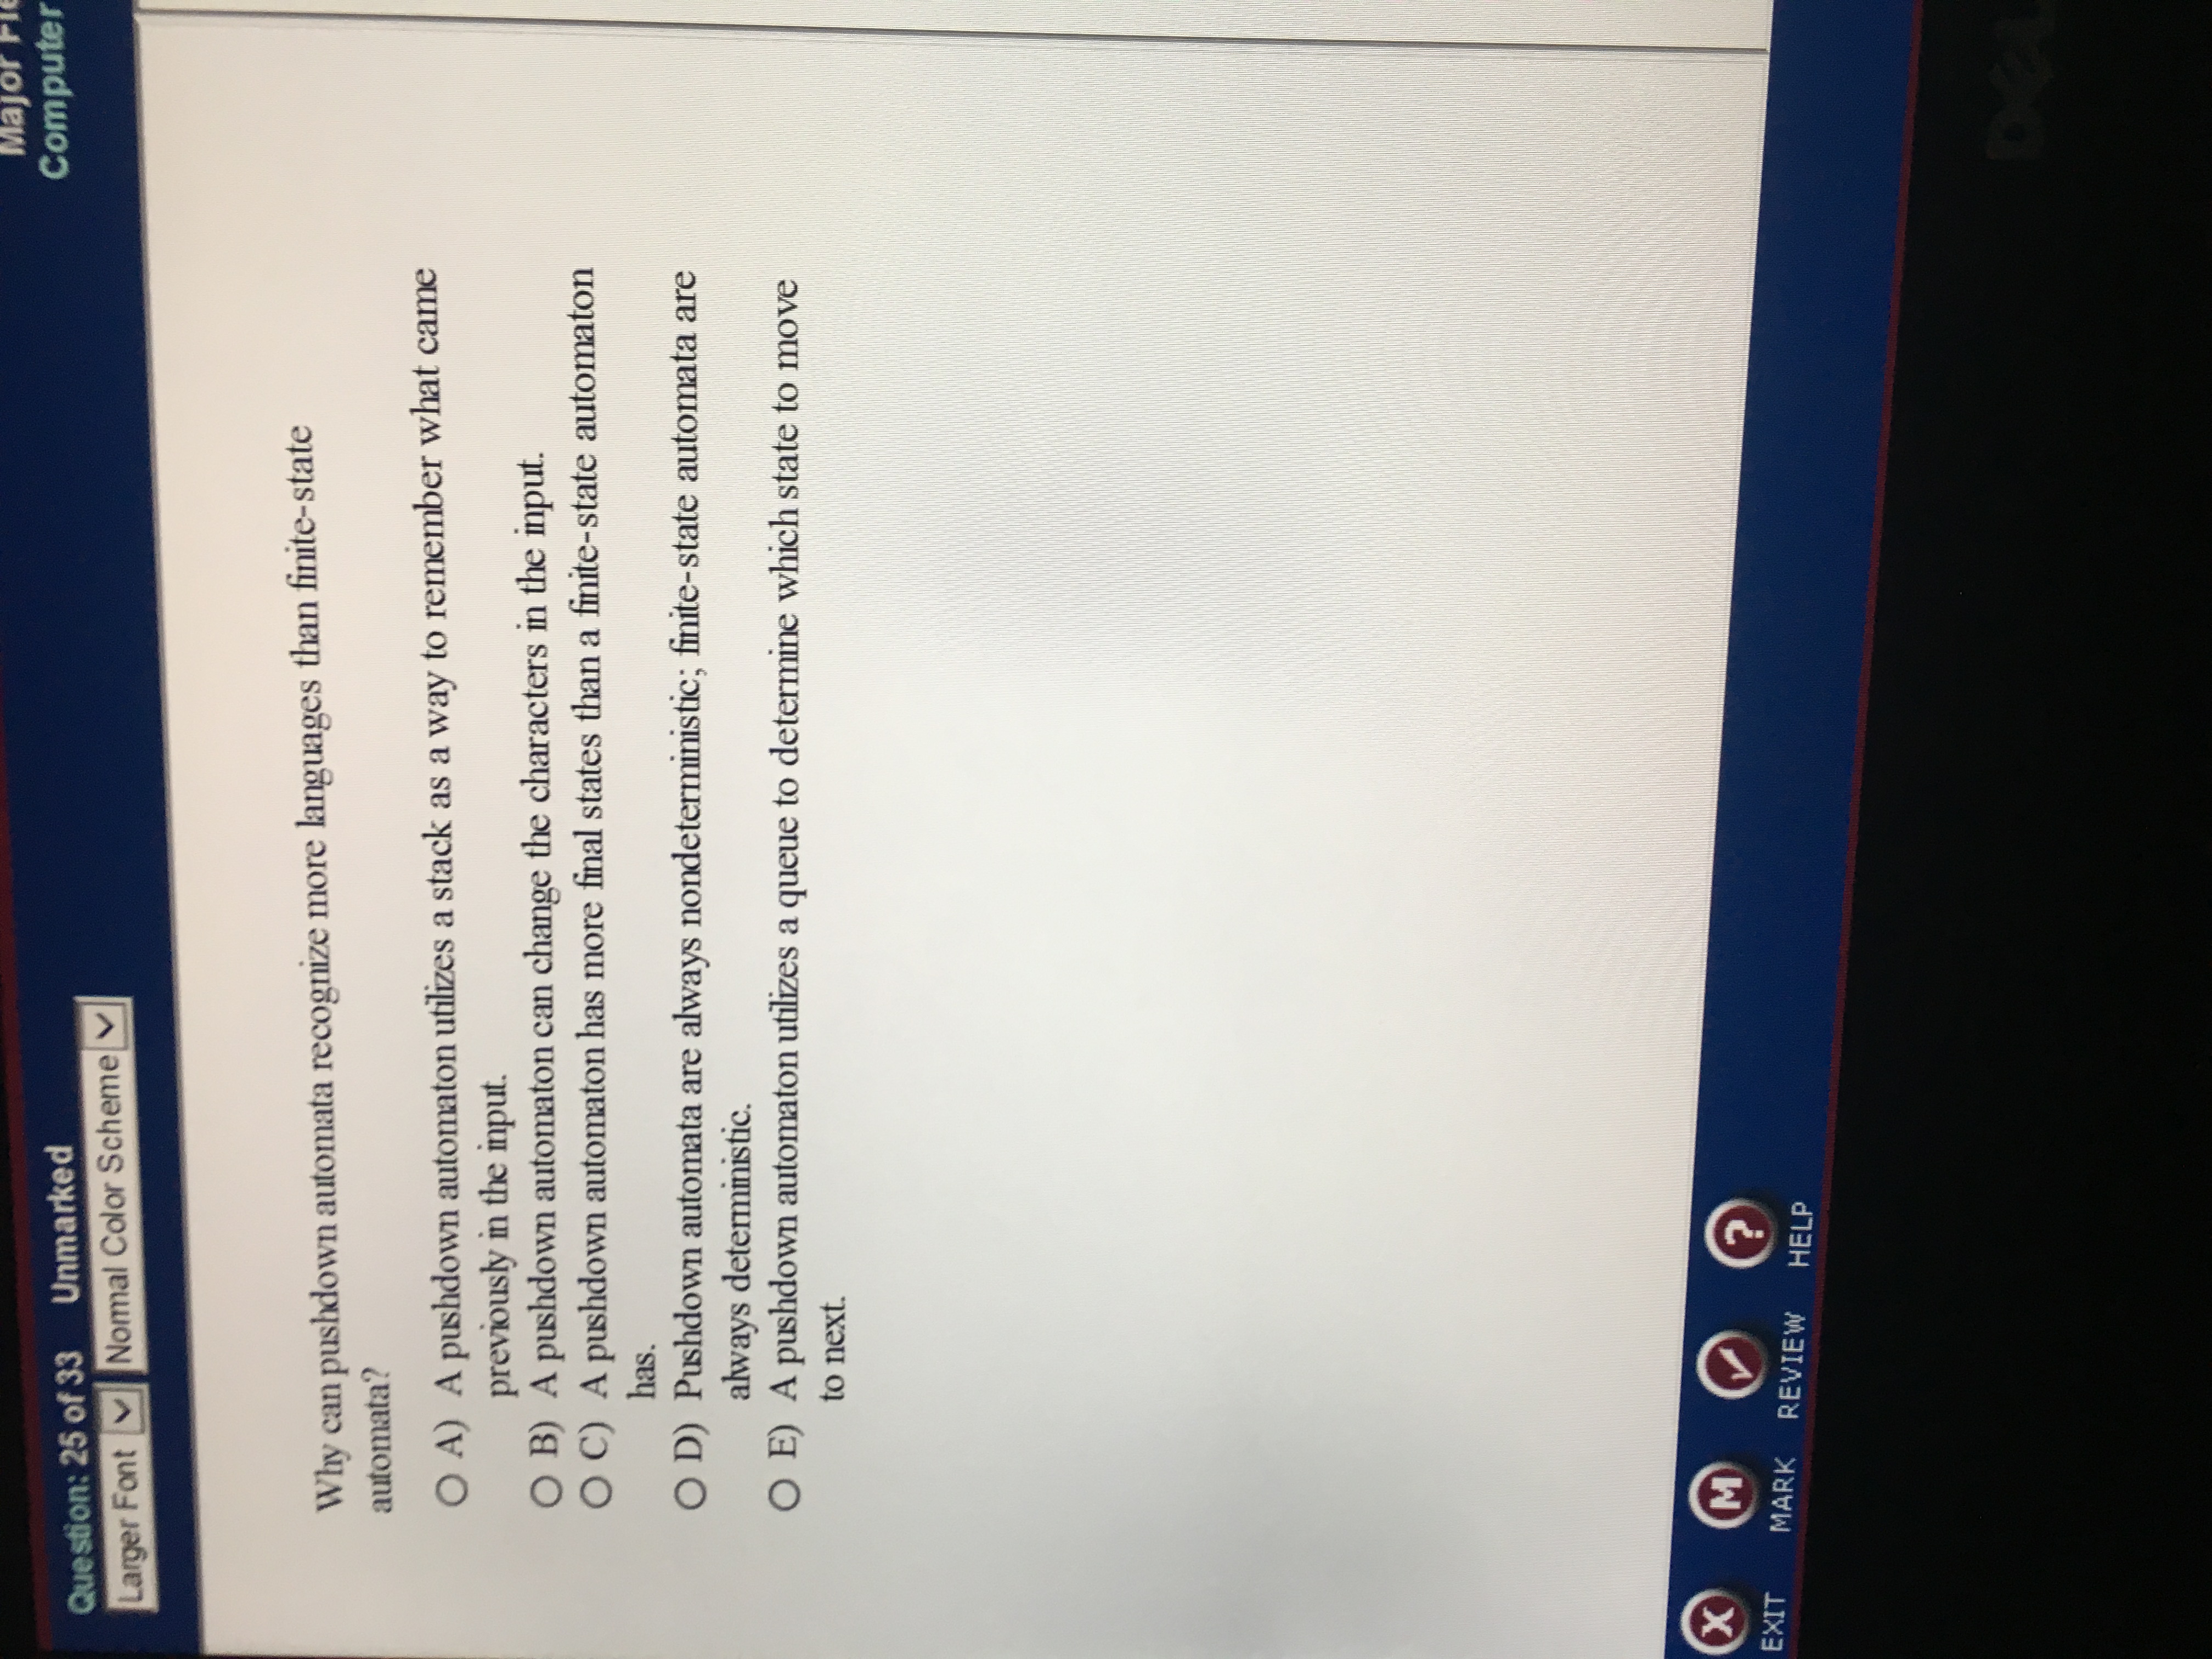 Major
Question: 25 of 33 Unmarked
Computer
Larger Font Normal Color Scheme
Why can pushdown automata recognize more languages than finite-state
automata?
A) A pushdown automaton utilizes a stack as a way to remember what came
previously in the input.
B) A pushdown automaton can change the characters in the input.
C) A pushdown automaton has more final states than a finite-state automaton
has.
D) Pushdown automata are always nondeterministic; finite-state automata are
always deterministic.
E) A pushdown automaton utilizes a queue to determine which state to move
to next.
X M ?
EXIT MARK REVIEW HELP